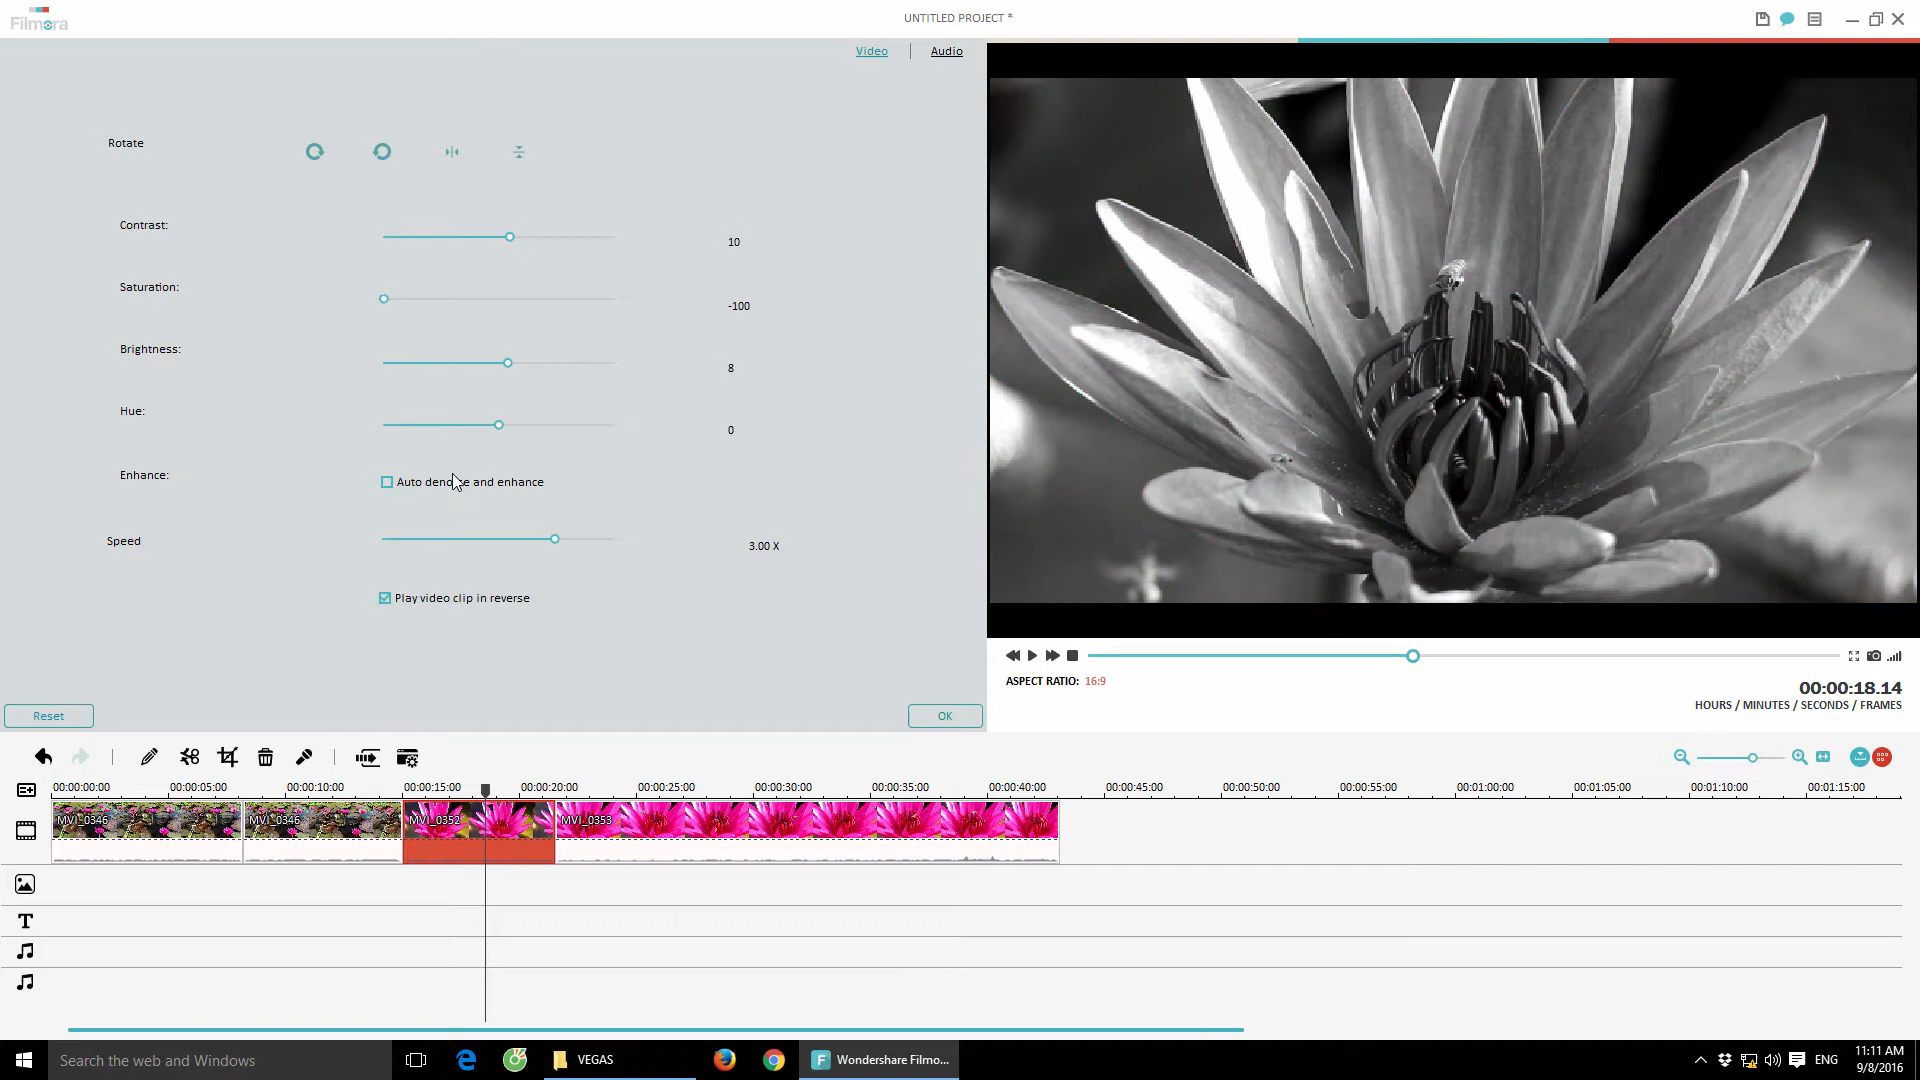 Filmora
UNTITLED PROJECT *
Video
Audio
Rotate
Contrast:
10
Saturation:
-100
Brightness:
8
Hue:
0
Enhance:
Auto denoise and enhance
Speed
3.00 X
Play video clip in reverse
Reset
OK
ASPECT RATIO: 16:9
00:00:18.14
HOURS / MINUTES / SECONDS / FRAMES
00:00:00:00 00:00:05:00 00:00:10:00 00:00:15:00 00:00:20:00 00:00:25:00 00:00:30:00 00:00:35:00 00:00:40:00 00:00:45:00 00:00:50:00 00:00:55:00 00:01:00:00 00:01:05:00 00:01:10:00 00:01:15:00
MVI_0346
MVI_0346
MVI_0352
MVI_0353
T
Search the web and Windows
VEGAS
F
Wondershare Filmo...
ENG
11:11 AM
9/8/2016